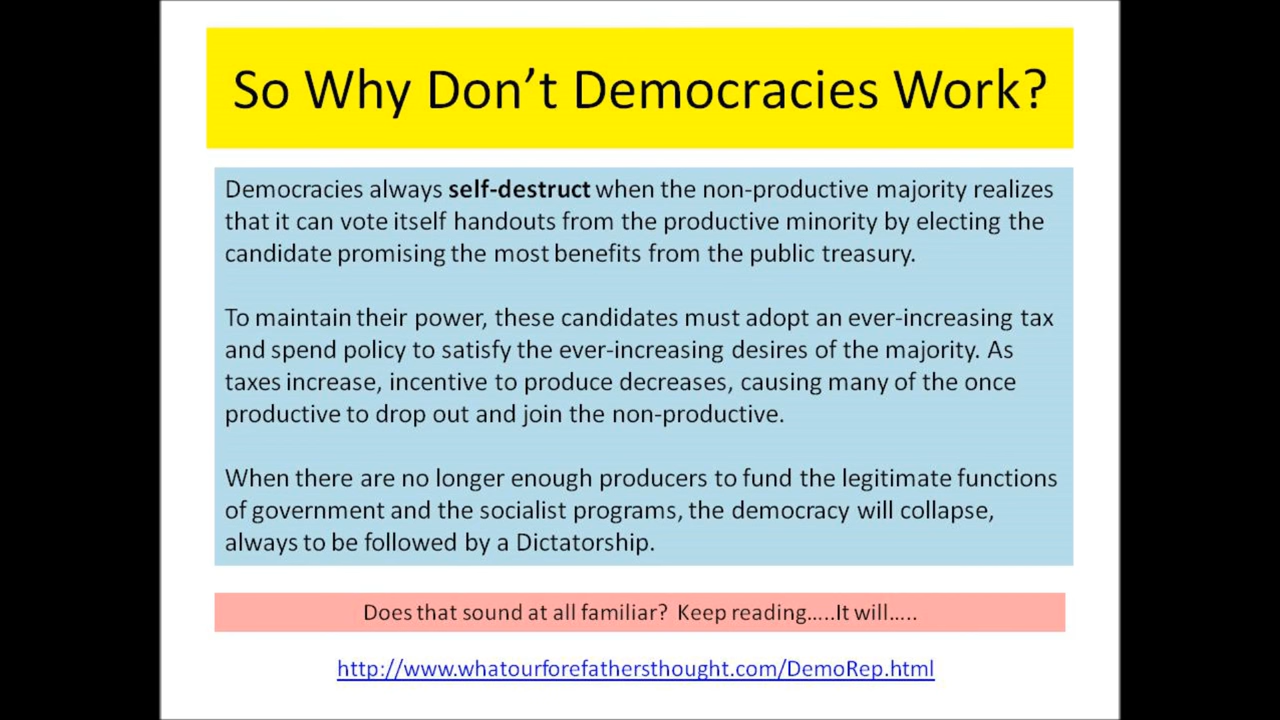 So Why Don't Democracies Work?
Democracies always self-destruct when the non-productive majority realizes
that it can vote itself handouts from the productive minority by electing the
candidate promising the most benefits from the public treasury.
To maintain their power, these candidates must adopt an ever-increasing tax
and spend policy to satisfy the ever-increasing desires of the majority. As
taxes increase, incentive to produce decreases, causing many of the once
productive to drop out and join the non-productive.
When there are no longer enough producers to fund the legitimate functions
of government and the socialist programs, the democracy will collapse,
always to be followed by a Dictatorship.
Does that sound at all familiar? Keep reading.....It will.....
http://www.whatourforefathersthought.com/DemoRep.html